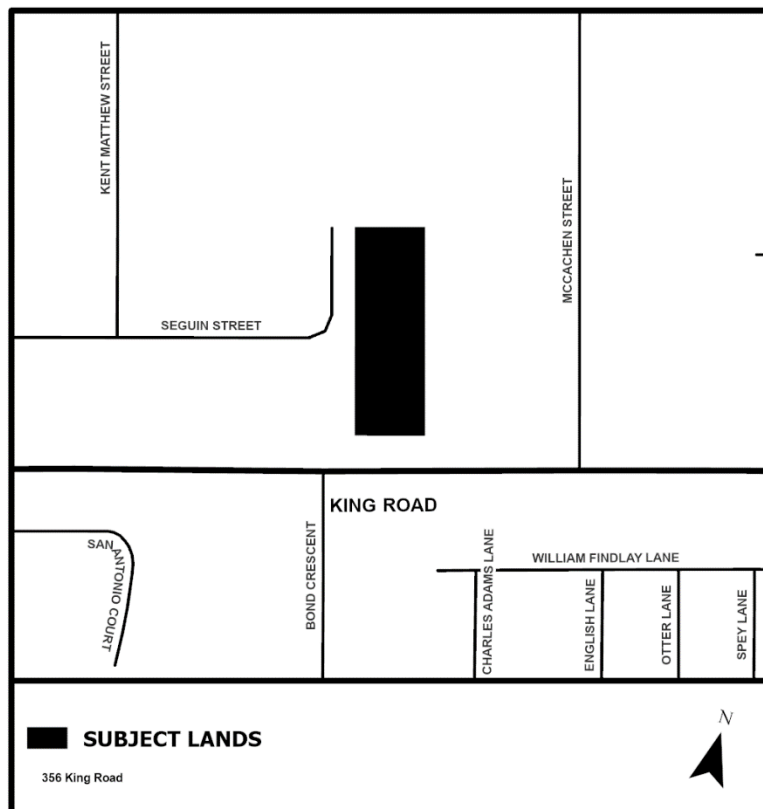 KENT MATTHEW STREET
MCCACHEN STREET
SEGUIN STREET
KING ROAD
SAN ANTONIO COURT
BOND CRESCENT
CHARLES ADAMS LANE
WILLIAM FINDLAY LANE
ENGLISH LANE
OTTER LANE
SPEY LANE
SUBJECT LANDS
N
356 King Road